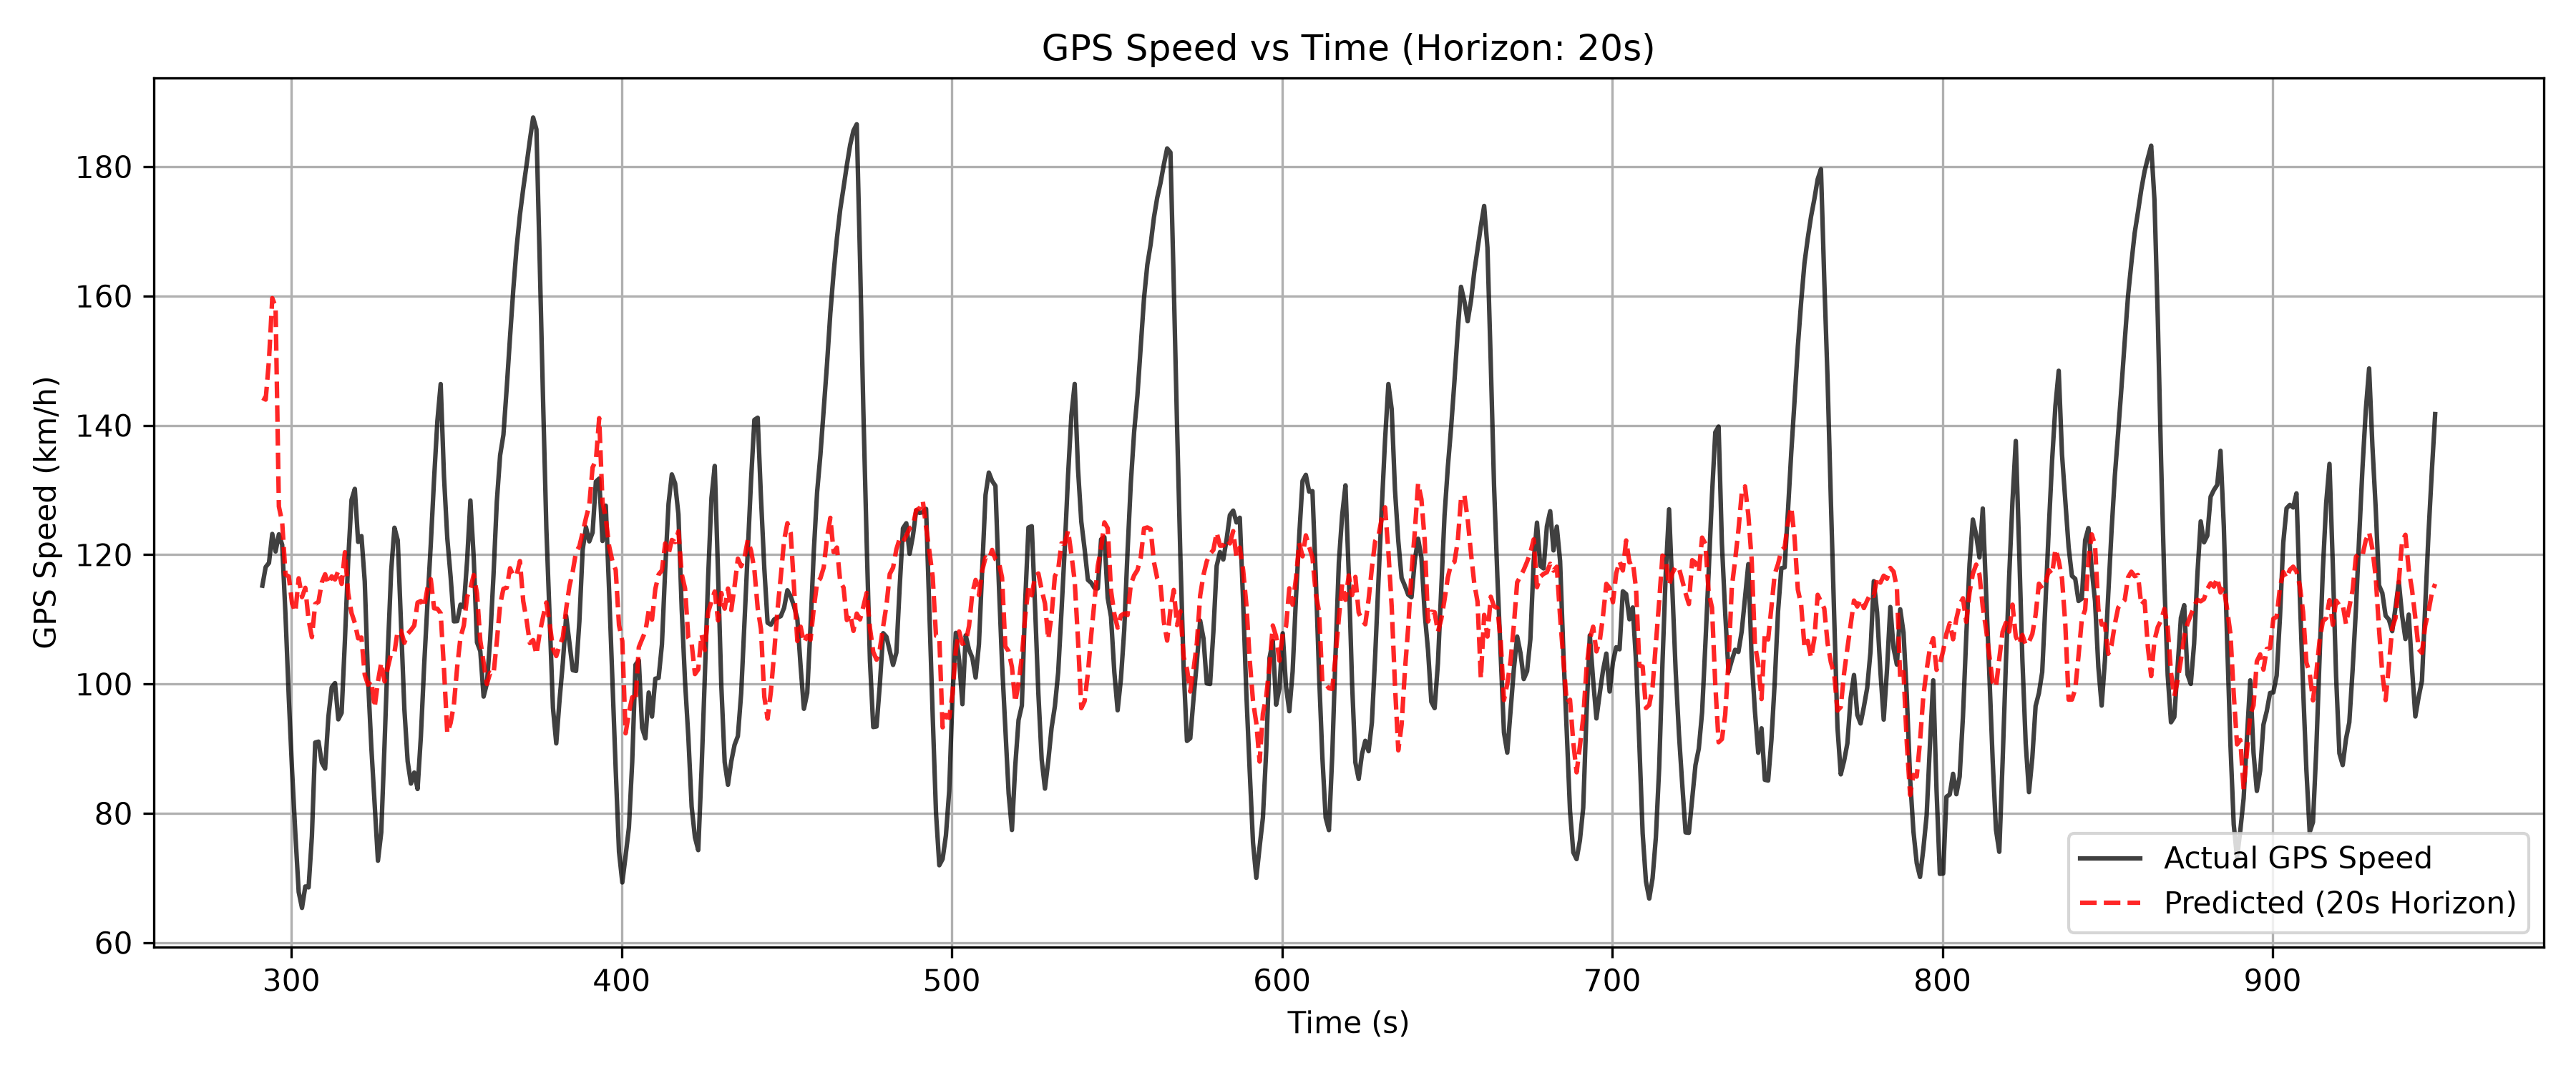 GPS Speed vs Time (Horizon: 20s)
GPS Speed (km/h)
180
160
140
120
100
80
60
300 400 500 600 700 800 900
Time (s)
Actual GPS Speed
Predicted (20s Horizon)